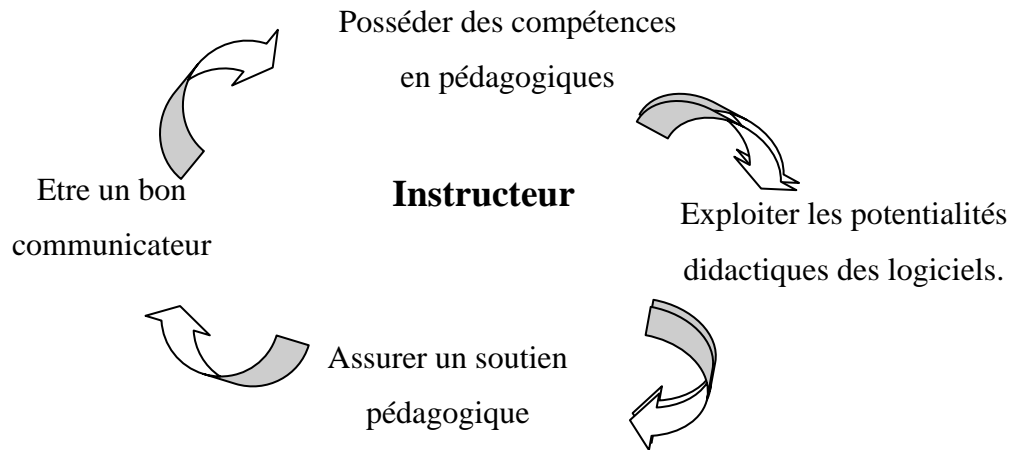 Posséder des compétences
en pédagogiques
Etre un bon
communicateur
Instructeur
Exploiter les potentialités
didactiques des logiciels.
Assurer un soutien
pédagogique